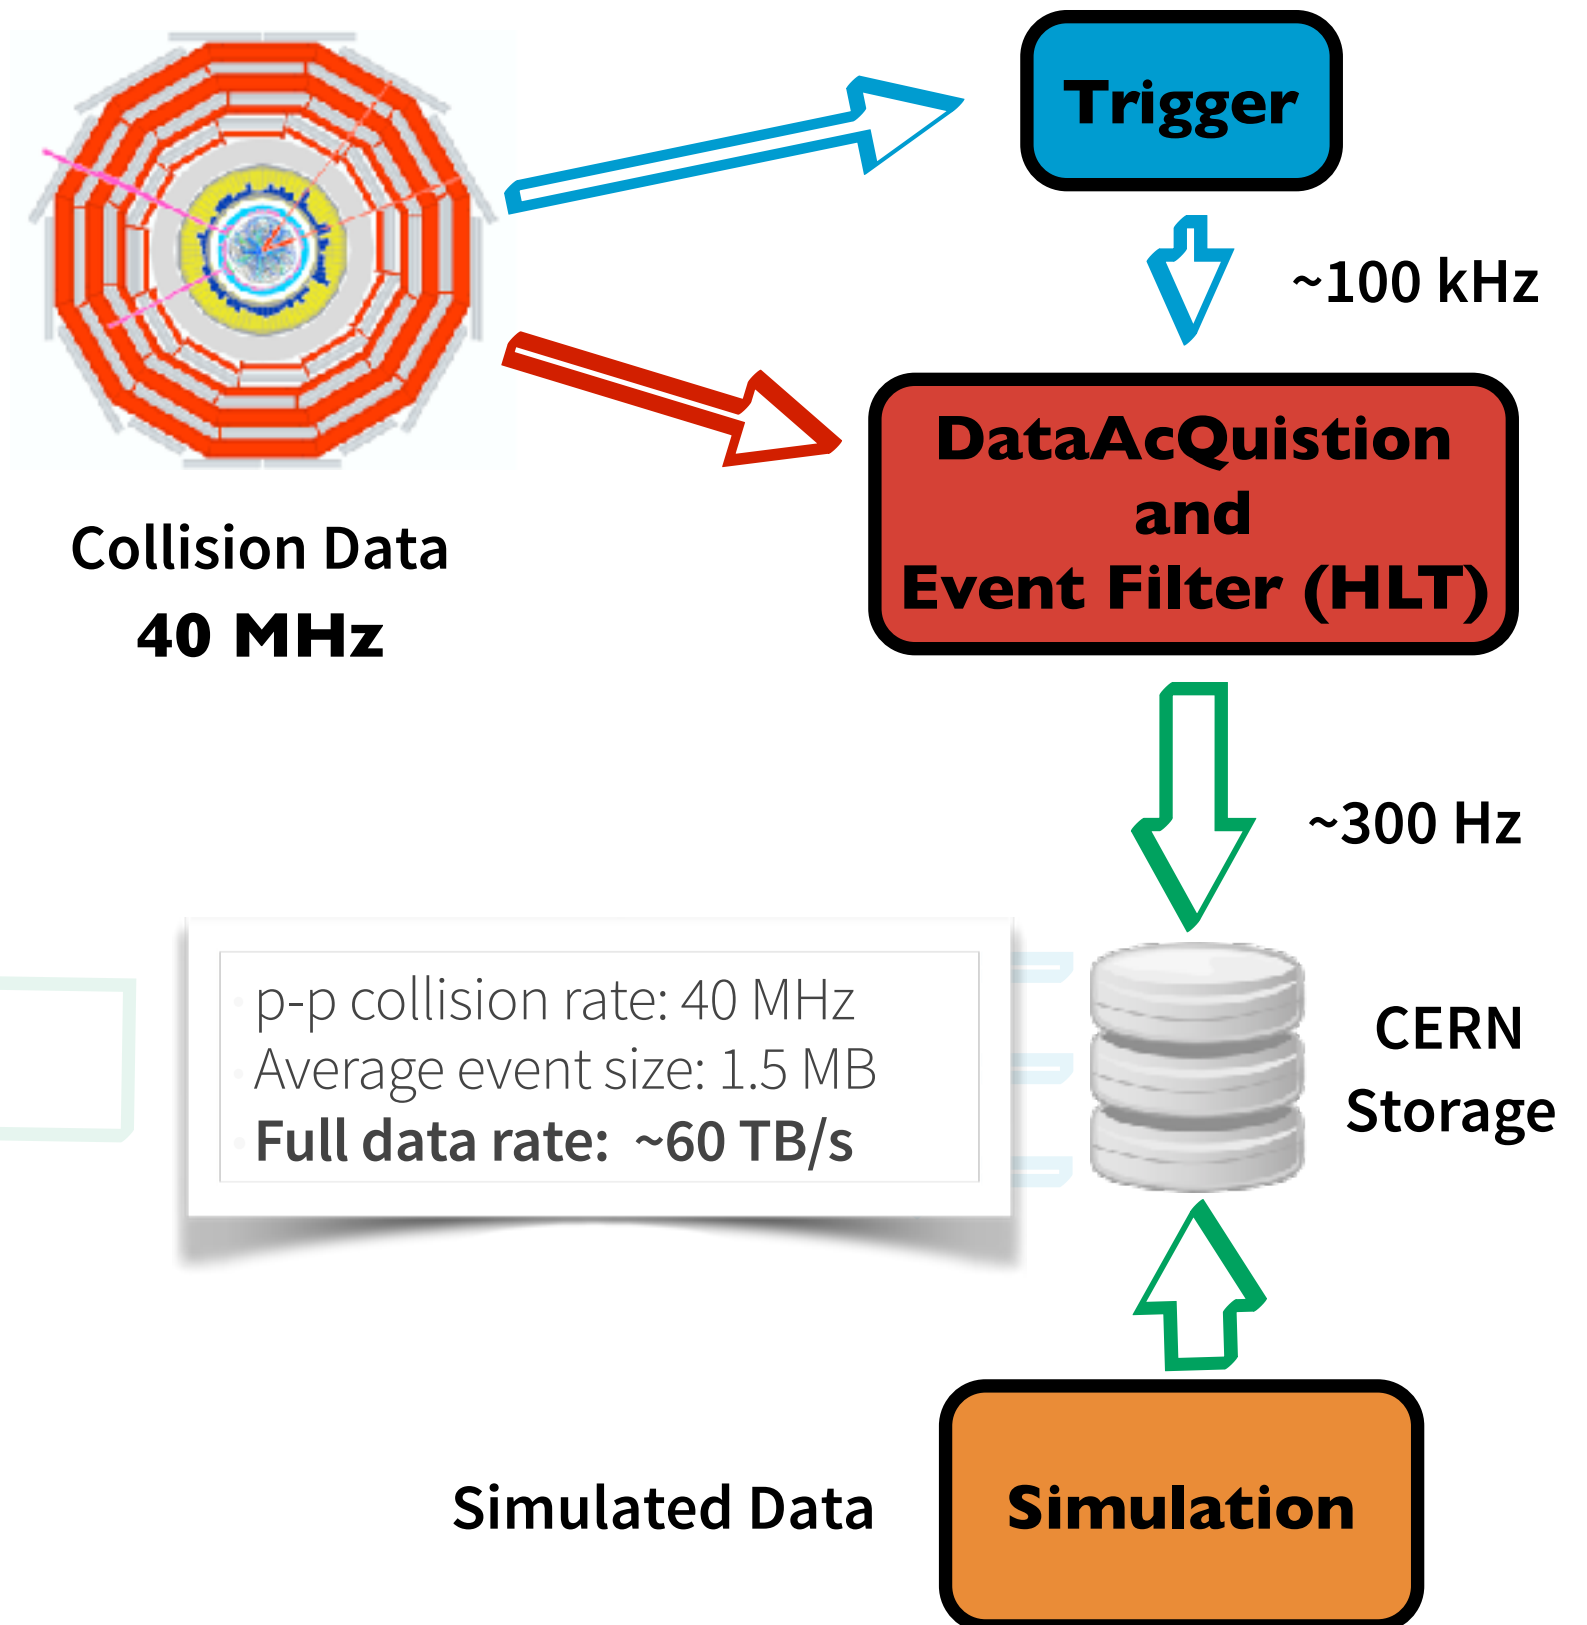 Trigger
~100 kHz
DataAcQuistion
and
Event Filter (HLT)
Collision Data
40 MHz
~300 Hz
• p-p collision rate: 40 MHz
• Average event size: 1.5 MB
• Full data rate: ~60 TB/s
CERN
Storage
Simulated Data
Simulation